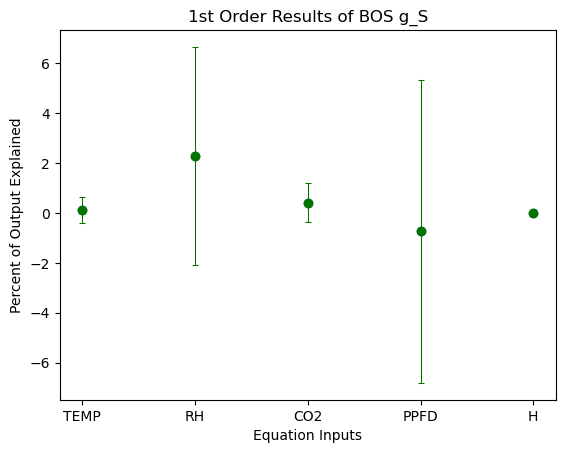 1st Order Results of BOS g_S
Percent of Output Explained
6
4
2
0
−2
−4
−6
TEMP RH CO2 PPFD H
Equation Inputs